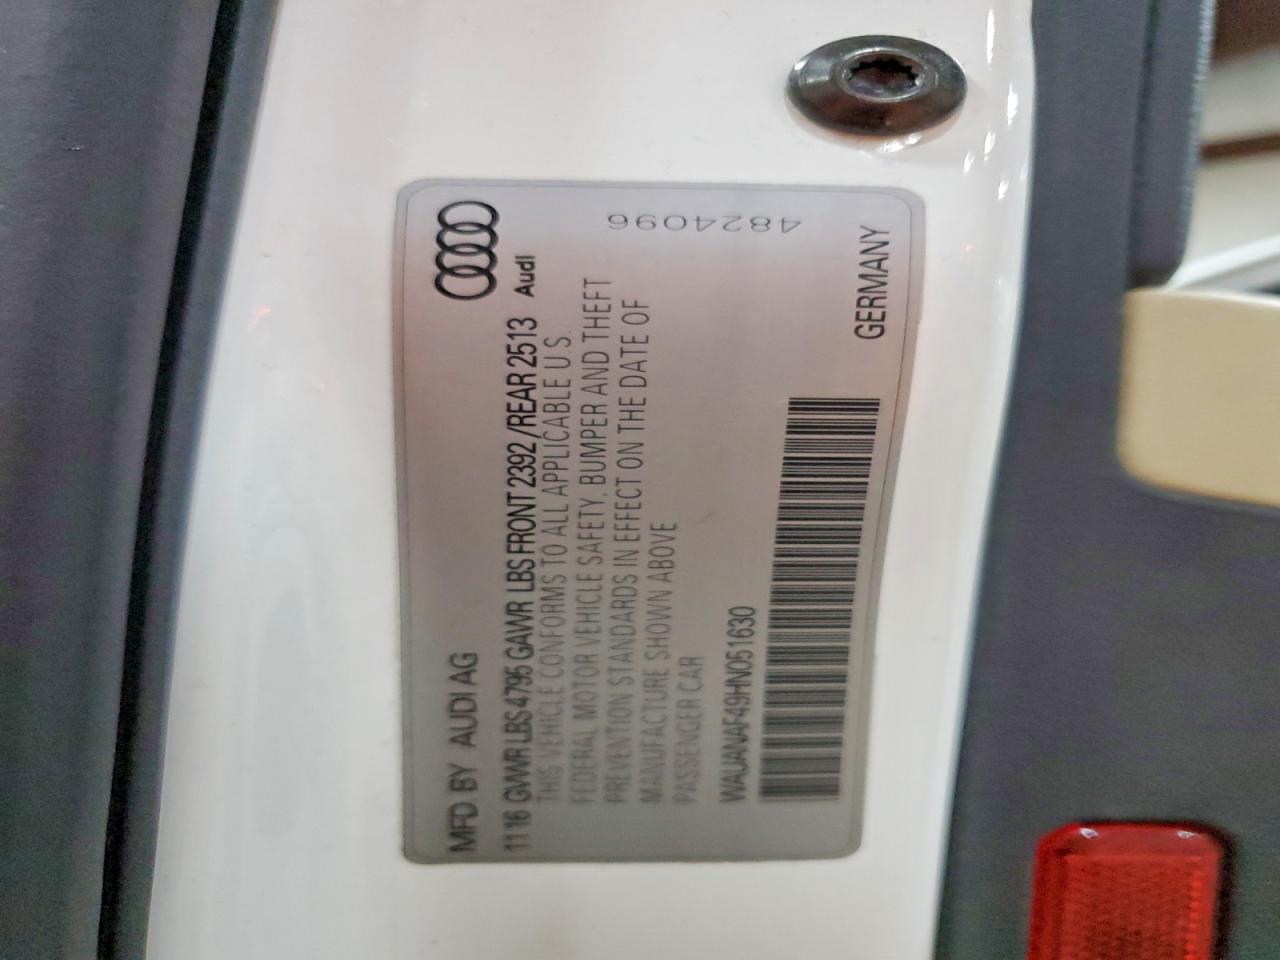 MFD BY AUDI AG
11 16 GVWR LBS 4795 GAWR LBS FRONT 2392 /REAR 2513
Audi
THIS VEHICLE CONFORMS TO ALL APPLICABLE U.S.
FEDERAL MOTOR VEHICLE SAFETY, BUMPER AND THEFT
PREVENTION STANDARDS IN EFFECT ON THE DATE OF
MANUFACTURE SHOWN ABOVE
PASSENGER CAR
WAUANAF49HN051630
GERMANY
4824096